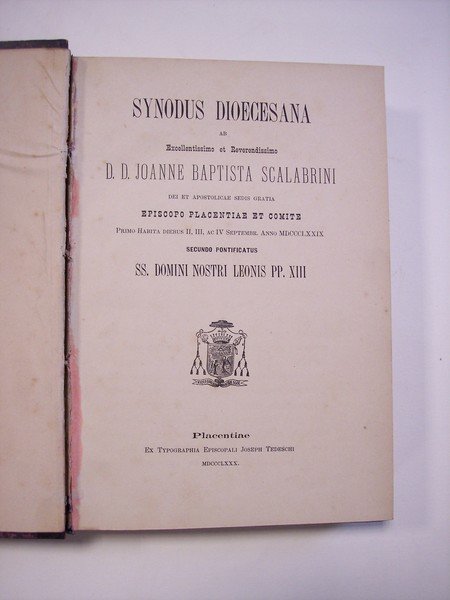 SYNODUS DIOECESANA
AB
Excellentissimo et Reverendissimo
D. D. JOANNE BAPTISTA SCALABRINI
DEI ET APOSTOLICAE SEDIS GRATIA
EPISCOPO PLACENTIAE ET COMITE
PRIMO HABITA DIEBUS II, III, AC IV SEPTEMBR. ANNO MDCCCLXXIX
SECUNDO PONTIFICATUS
SS. DOMINI NOSTRI LEONIS PP. XIII
Placentiae
EX TYPOGRAPHIA EPISCOPALI JOSEPH TEDESCHI
MDCCCLXXX.